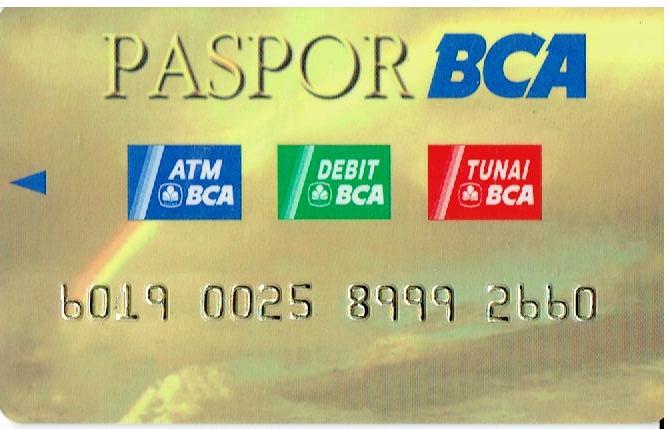 PASPOR BCA
ATM BCA
DEBIT BCA
TUNAI BCA
6019 0025 8999 2660